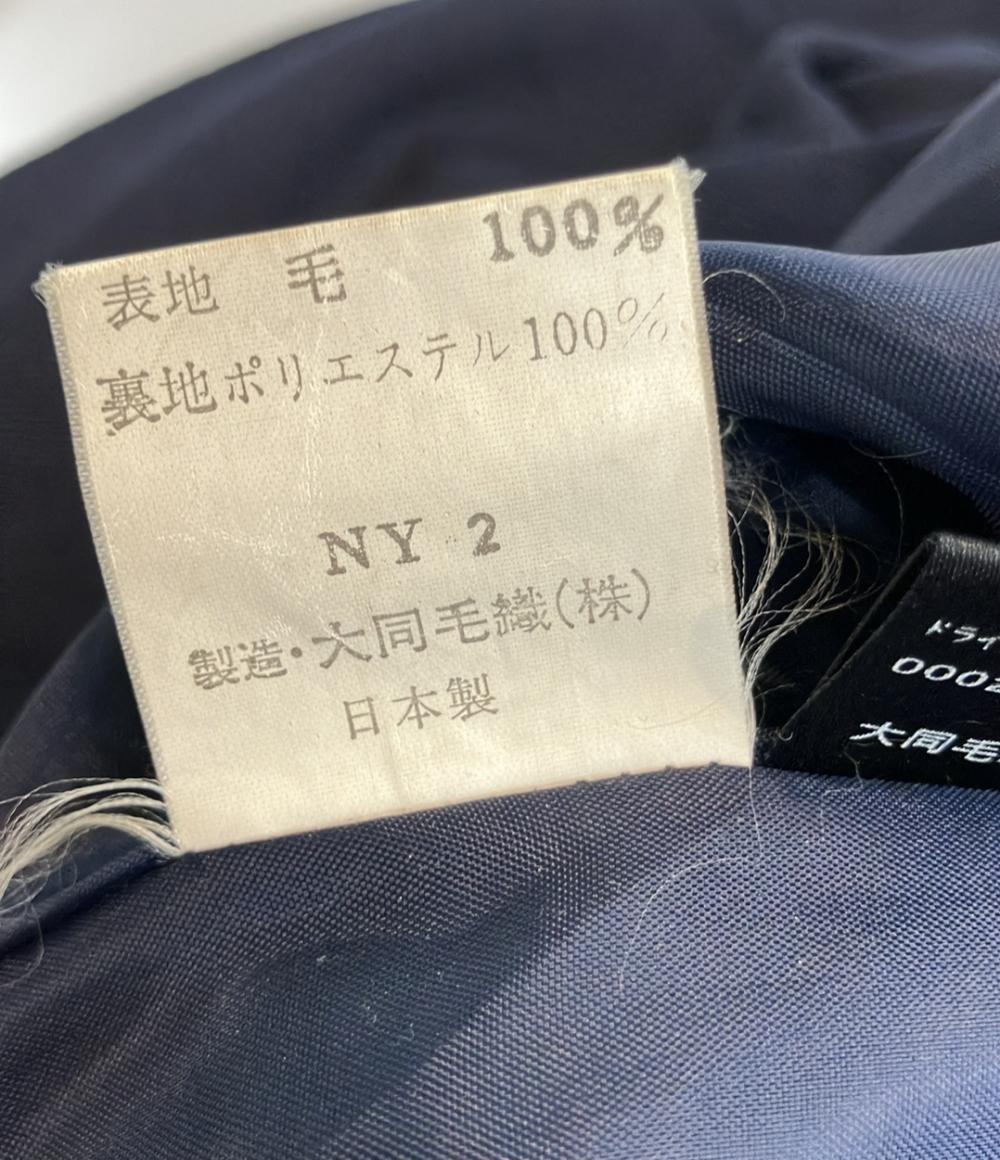 表地 毛 100%
裏地ポリエステル100%
NY 2
製造・大同毛織(株)
日本製
ドライ
0002
大同毛